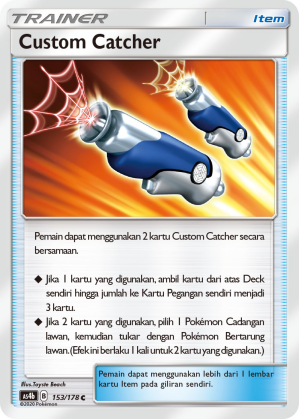 TRAINER
Item
Custom Catcher
Pemain dapat menggunakan 2 kartu Custom Catcher secara
bersamaan.
◆ Jika 1 kartu yang digunakan, ambil kartu dari atas Deck
sendiri hingga jumlah ke Kartu Pegangan sendiri menjadi
3 kartu.
◆ Jika 2 kartu yang digunakan, pilih 1 Pokémon Cadangan
lawan, kemudian tukar dengan Pokémon Bertarung
lawan. (Efek ini berlaku 1 kali untuk 2 kartu yang digunakan.)
Illus. Toyste Beach
AS4b D 153/178 C
©2020 Pokémon
Pemain dapat menggunakan lebih dari 1 lembar
kartu Item pada giliran sendiri.